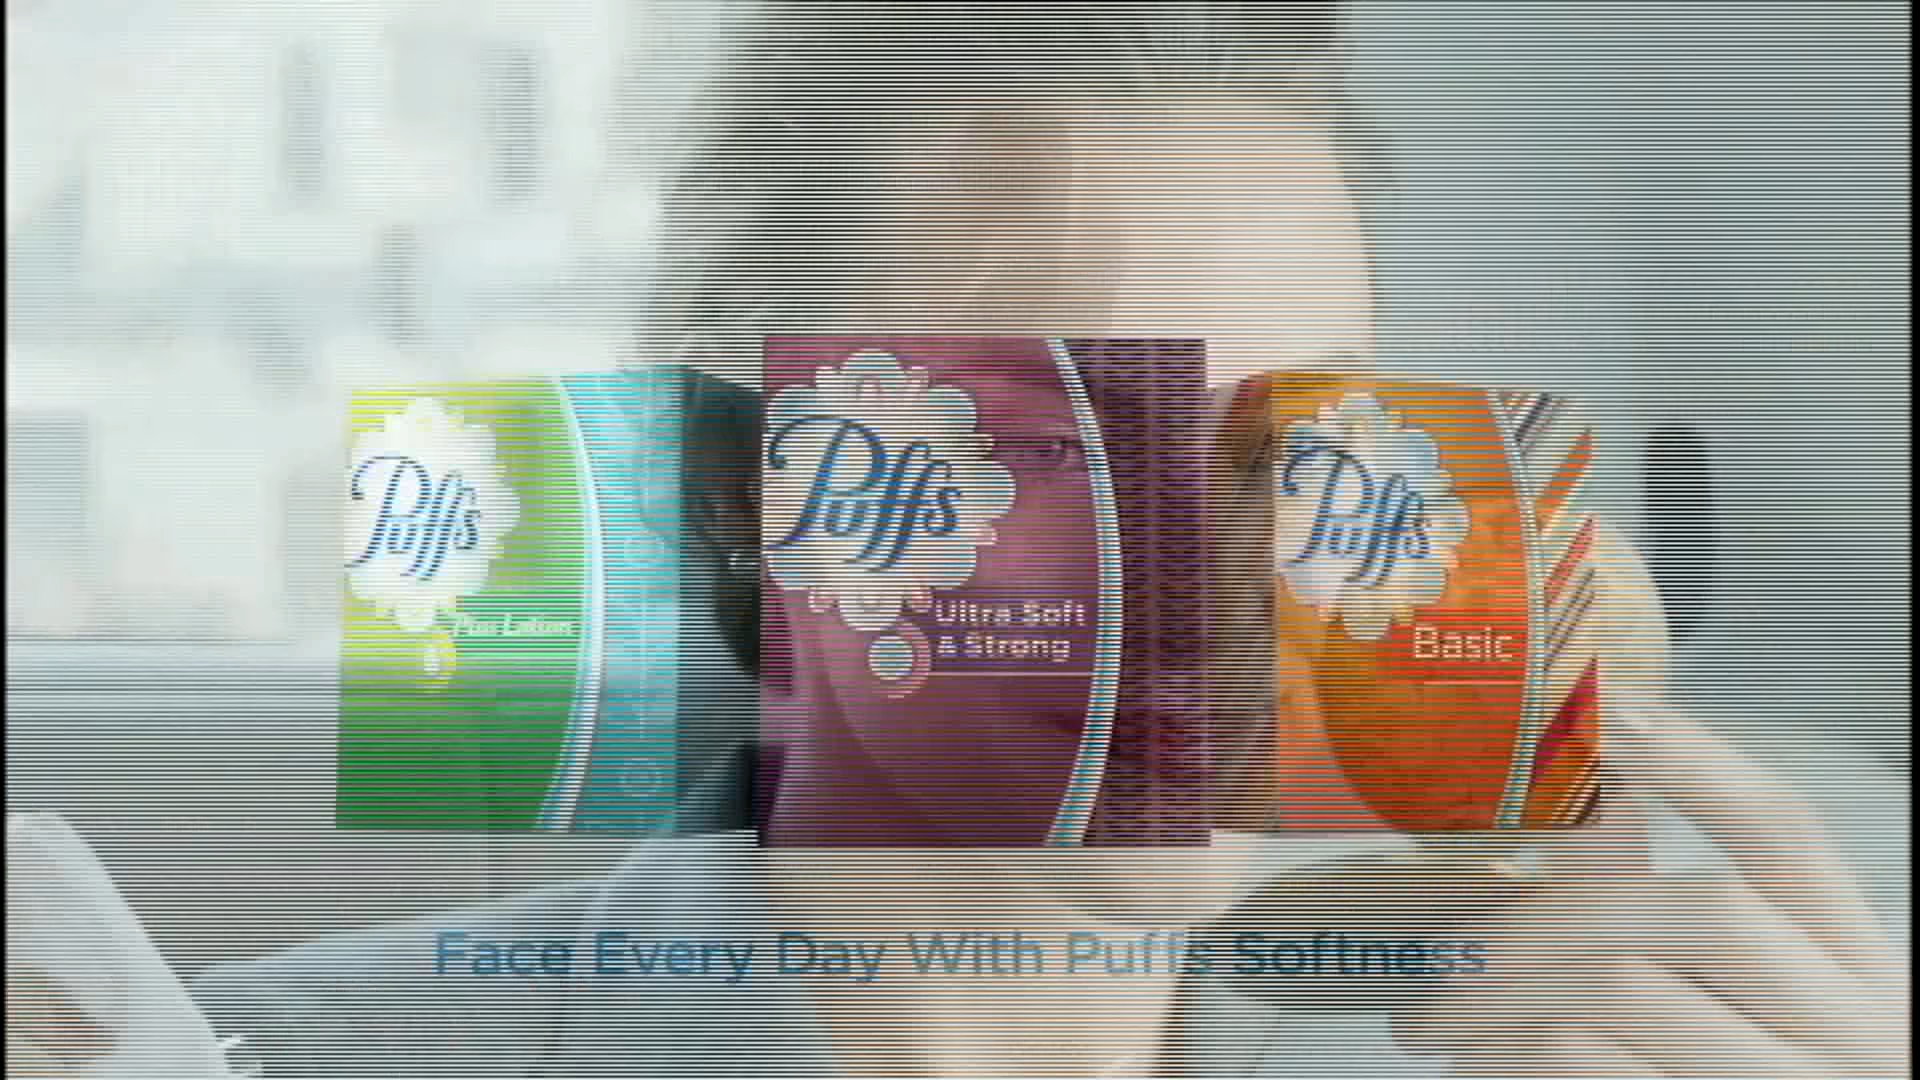 Puffs
Plus Lotion
Puffs
Ultra Soft
& Strong
Puffs
Basic
Face Every Day With Puffs Softness